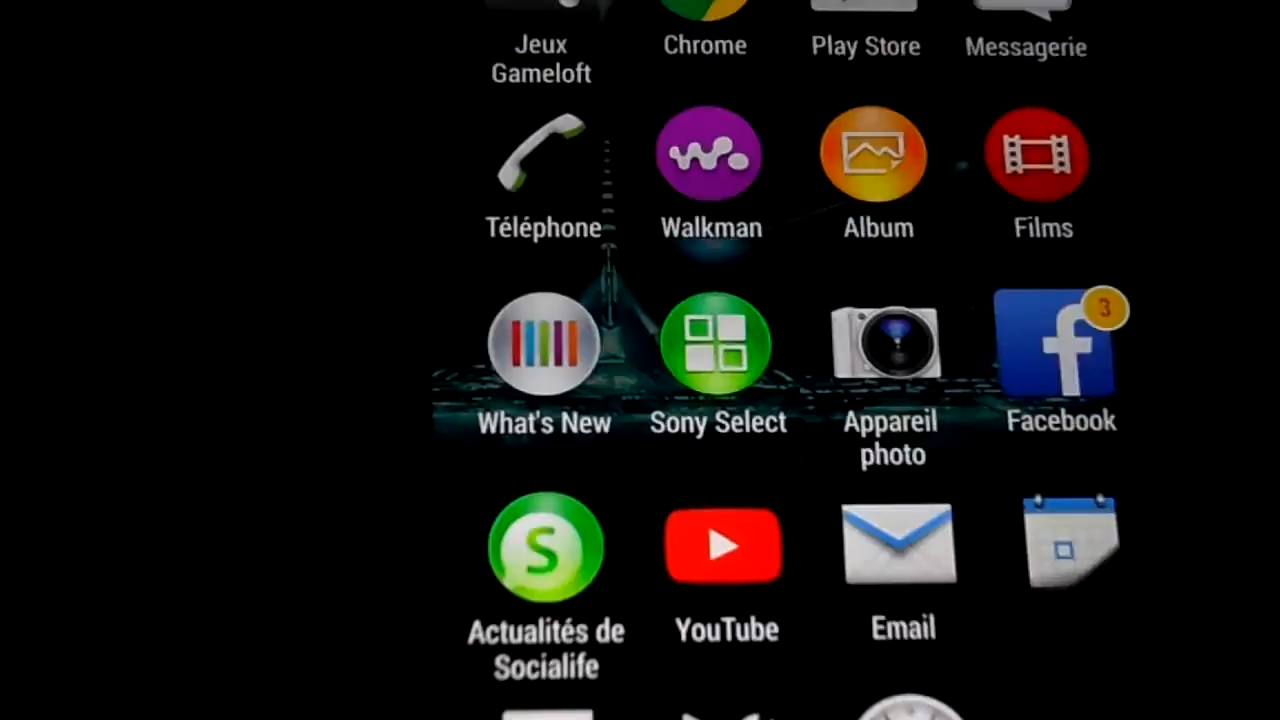 Jeux
Gameloft
Chrome
Play Store
Messagerie
Téléphone
Walkman
Album
Films
What's New
Sony Select
Appareil
photo
3
Facebook
S
Actualités de
Socialife
YouTube
Email